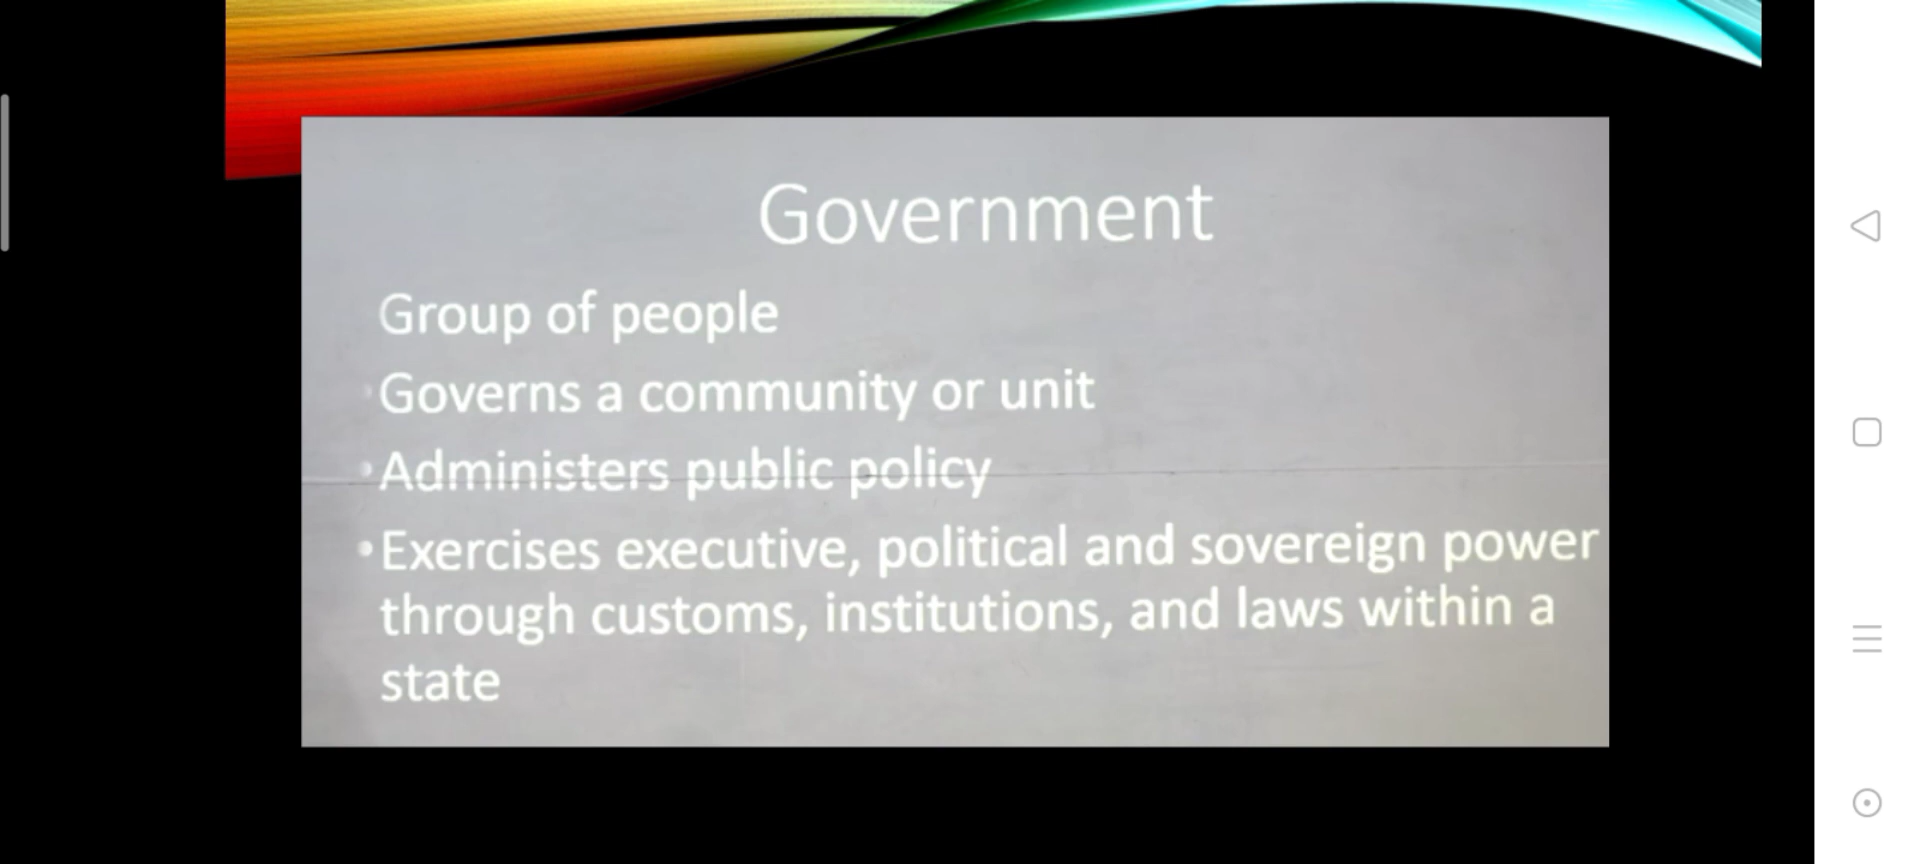 Government
Group of people
Governs a community or unit
•Administers public policy
•Exercises executive, political and sovereign power
through customs, institutions, and laws within a
state